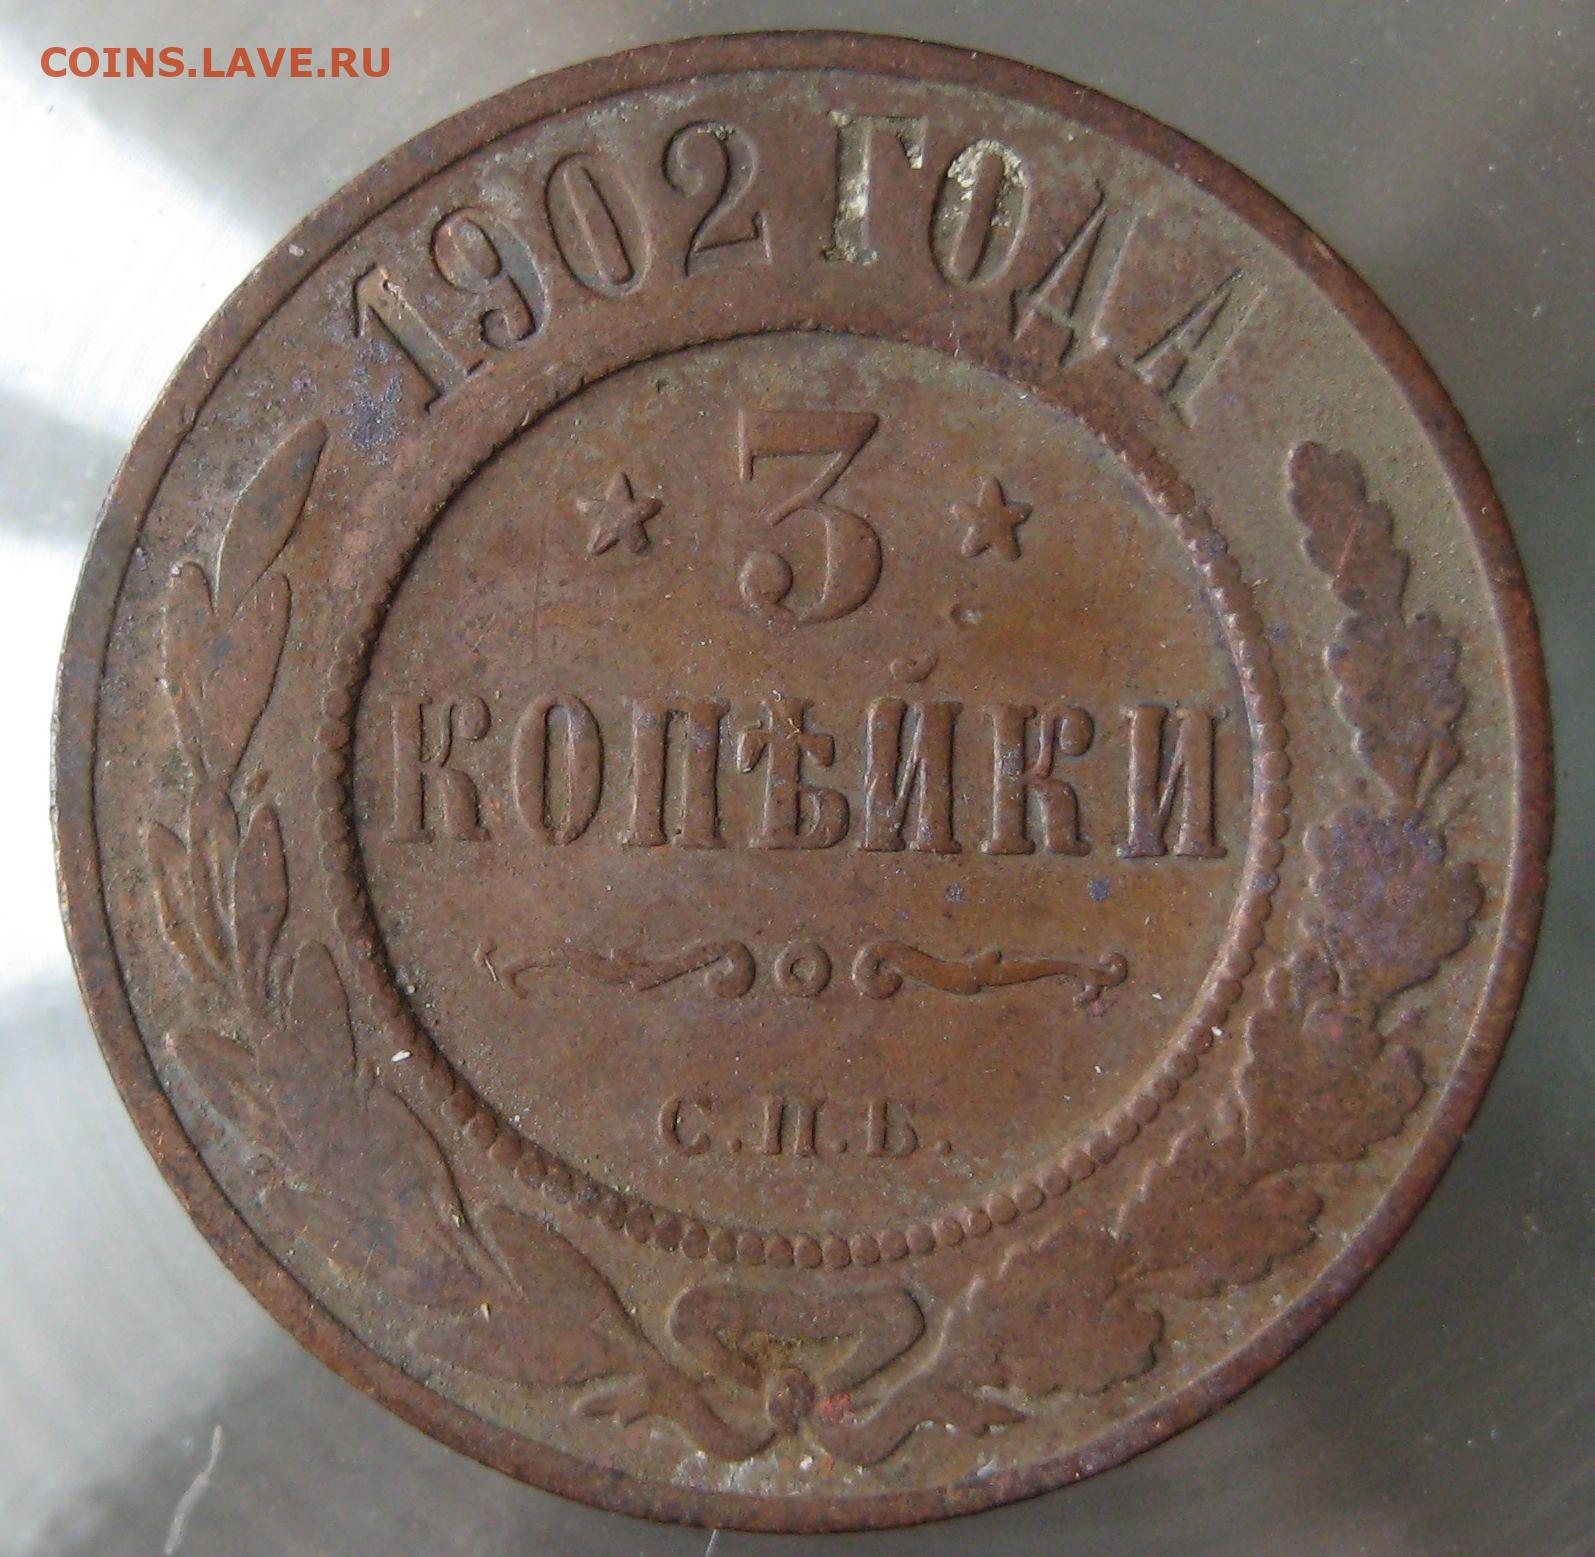 COINS.LAVE.RU
1902 ГОДА
3
КОПѢЙКИ
С.П.Б.